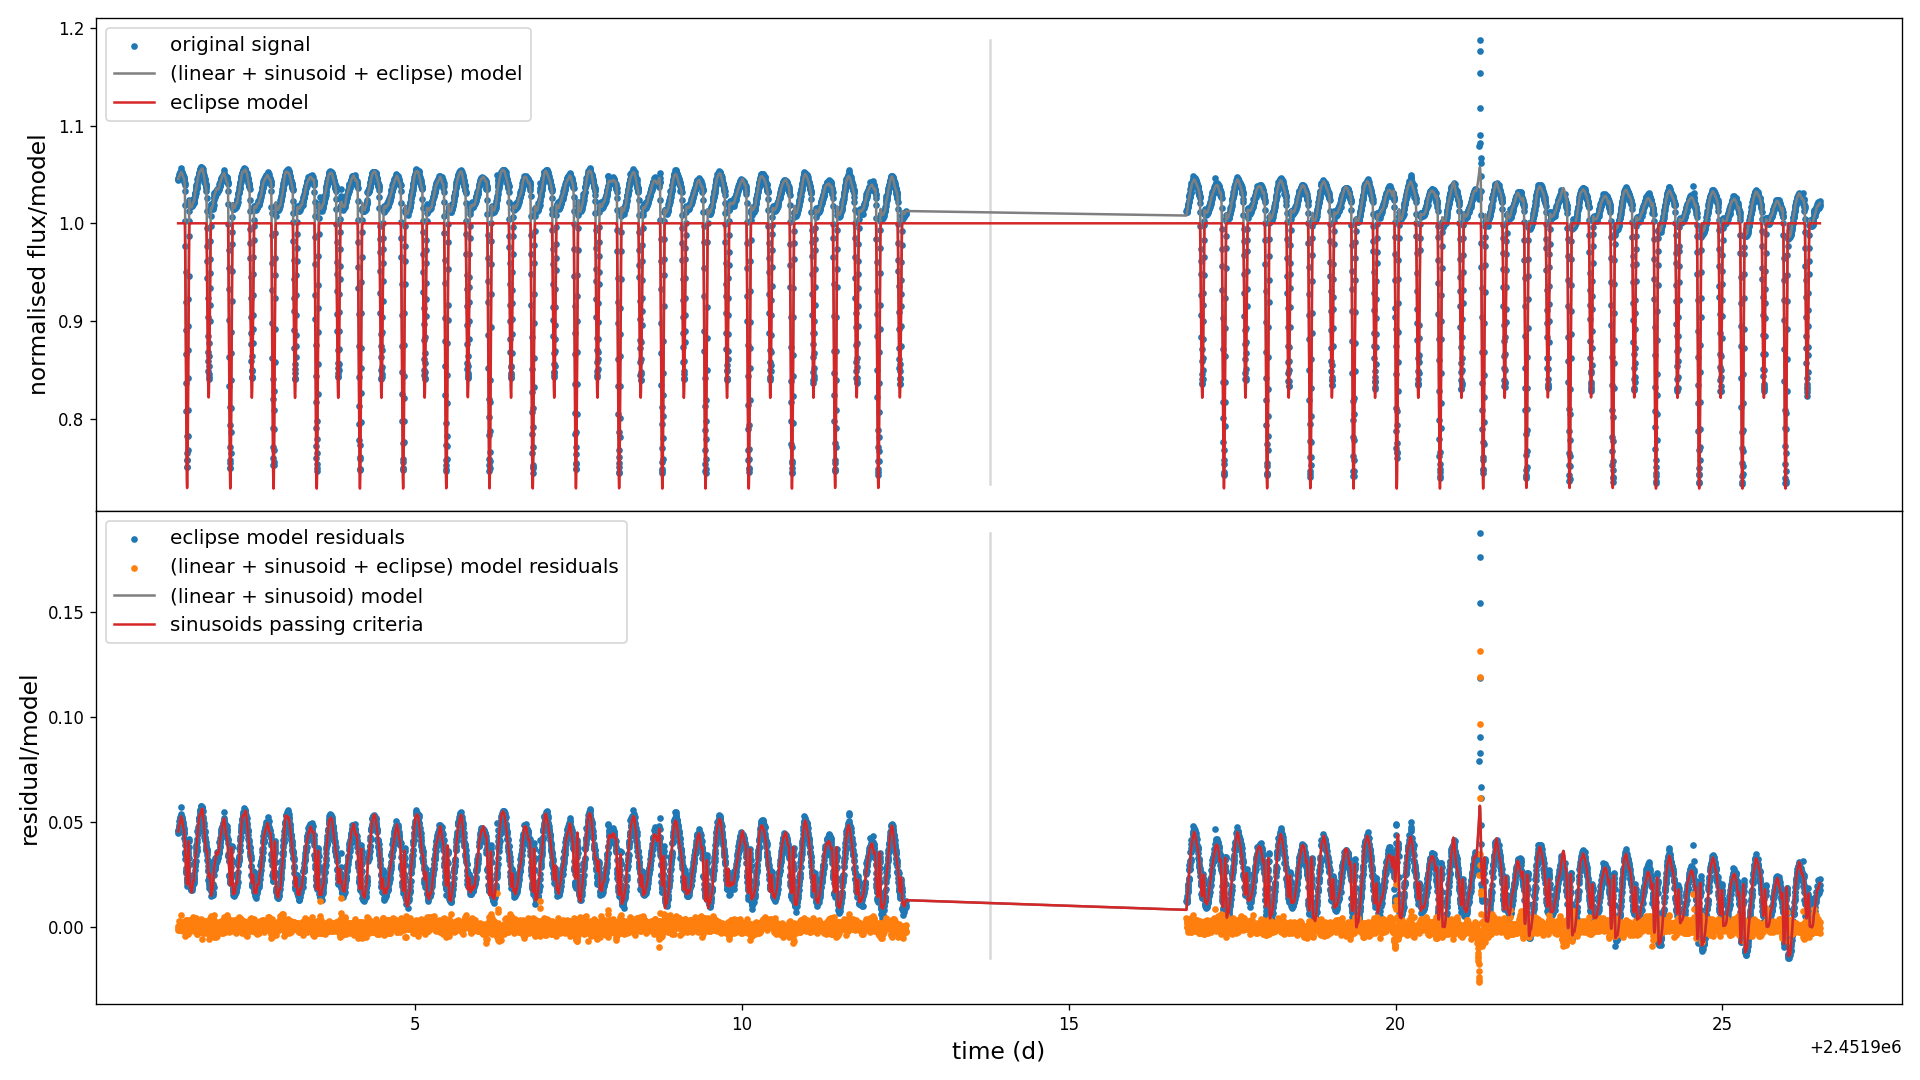 1.2
1.1
1.0
0.9
0.8
normalised flux/model
original signal
(linear + sinusoid + eclipse) model
eclipse model
0.15
0.10
0.05
0.00
residual/model
eclipse model residuals
(linear + sinusoid + eclipse) model residuals
(linear + sinusoid) model
sinusoids passing criteria
5
10
15
20
25
time (d)
+2.4519e6